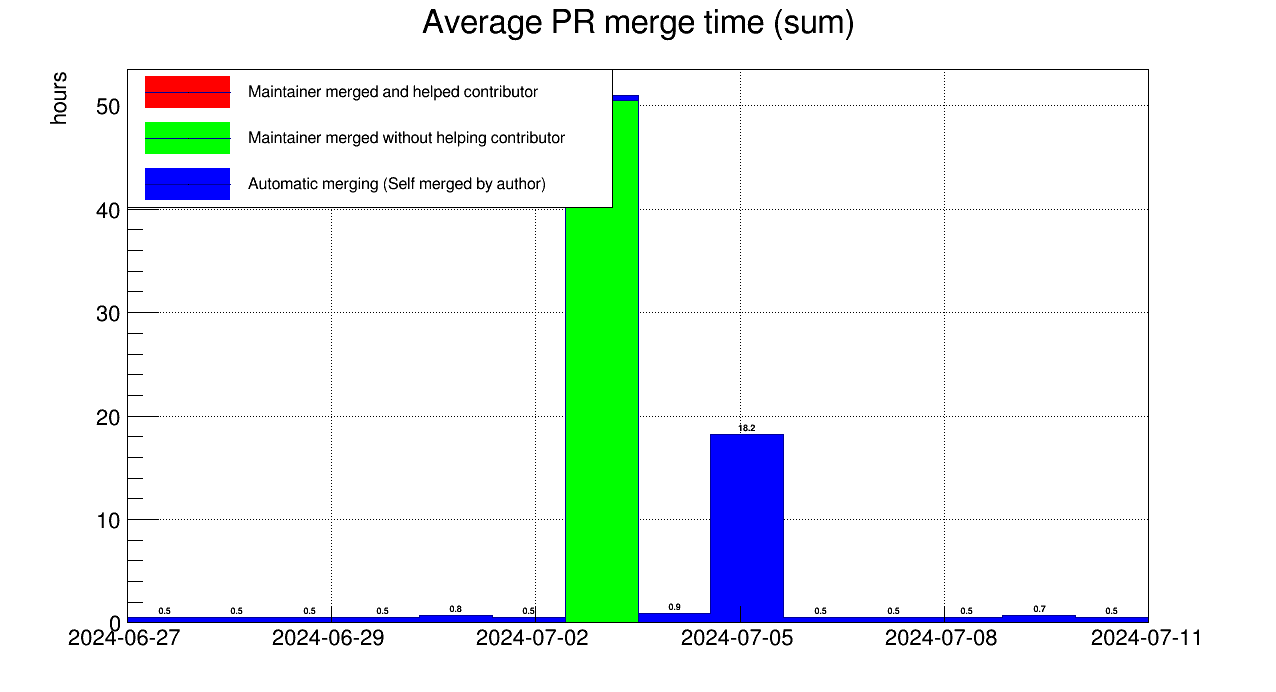 Average PR merge time (sum)
hours
Maintainer merged and helped contributor
Maintainer merged without helping contributor
Automatic merging (Self merged by author)
50
40
30
20
10
0
18.2
0.5 0.5 0.5 0.5 0.8 0.5 0.9 0.5 0.5 0.5 0.7 0.5
2024-06-27 2024-06-29 2024-07-02 2024-07-05 2024-07-08 2024-07-11